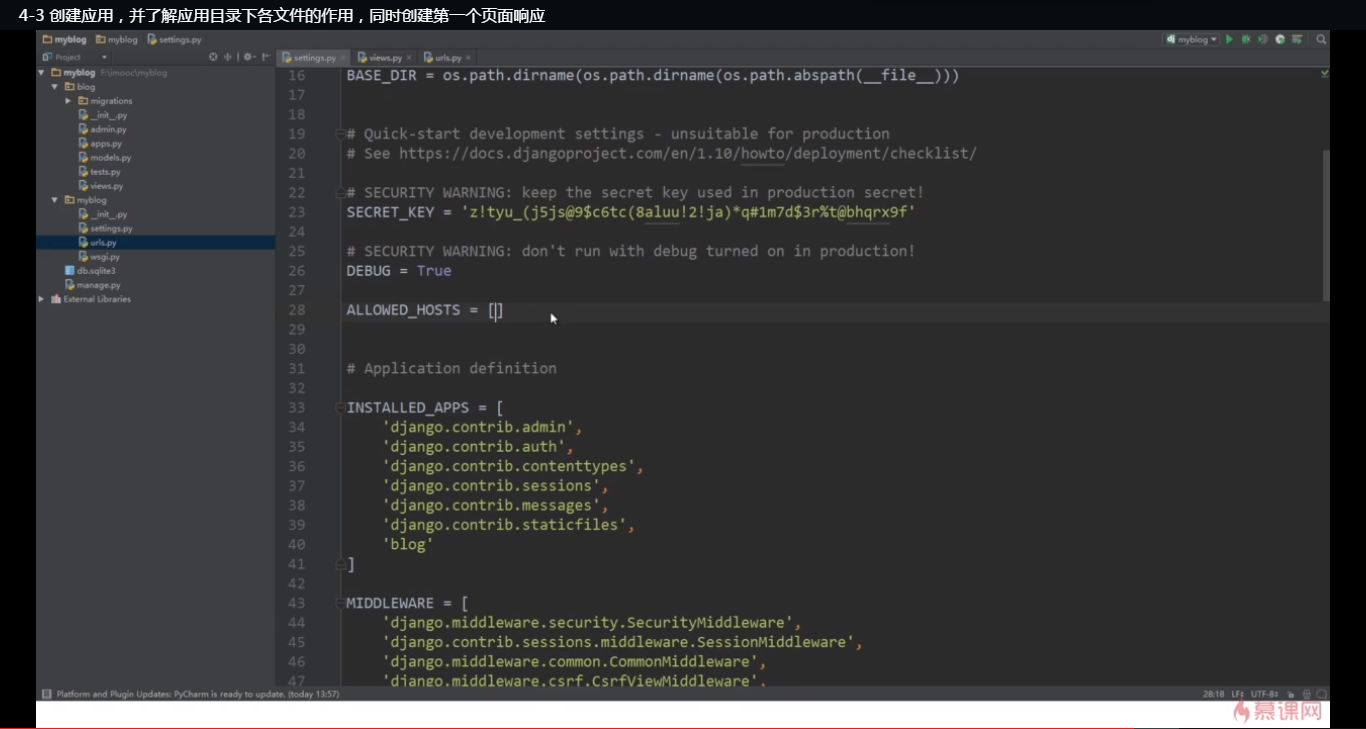 4-3 创建应用，并了解应用目录下各文件的作用，同时创建第一个页面响应
myblog myblog settings.py
myblog
Project
settings.py × views.py × urls.py ×
myblog F:\imooc\myblog
blog
migrations
__init__.py
admin.py
apps.py
models.py
tests.py
views.py
myblog
__init__.py
settings.py
urls.py
wsgi.py
db.sqlite3
manage.py
External Libraries
16 BASE_DIR = os.path.dirname(os.path.dirname(os.path.abspath(__file__)))
17
18
19 # Quick-start development settings - unsuitable for production
20 # See https://docs.djangoproject.com/en/1.10/howto/deployment/checklist/
21
22 # SECURITY WARNING: keep the secret key used in production secret!
23 SECRET_KEY = 'z!tyu_(j5js@9$c6tc(8aluu!2!ja)*q#1m7d$3r%t@bhqrx9f'
24
25 # SECURITY WARNING: don't run with debug turned on in production!
26 DEBUG = True
27
28 ALLOWED_HOSTS = []
29
30
31 # Application definition
32
33 INSTALLED_APPS = [
34 'django.contrib.admin',
35 'django.contrib.auth',
36 'django.contrib.contenttypes',
37 'django.contrib.sessions',
38 'django.contrib.messages',
39 'django.contrib.staticfiles',
40 'blog'
41 ]
42
43 MIDDLEWARE = [
44 'django.middleware.security.SecurityMiddleware',
45 'django.contrib.sessions.middleware.SessionMiddleware',
46 'django.middleware.common.CommonMiddleware',
47 'django.middleware.csrf.CsrfViewMiddleware',
Platform and Plugin Updates: PyCharm is ready to update. (today 13:57)
28:18 LF÷ UTF-8÷
慕课网